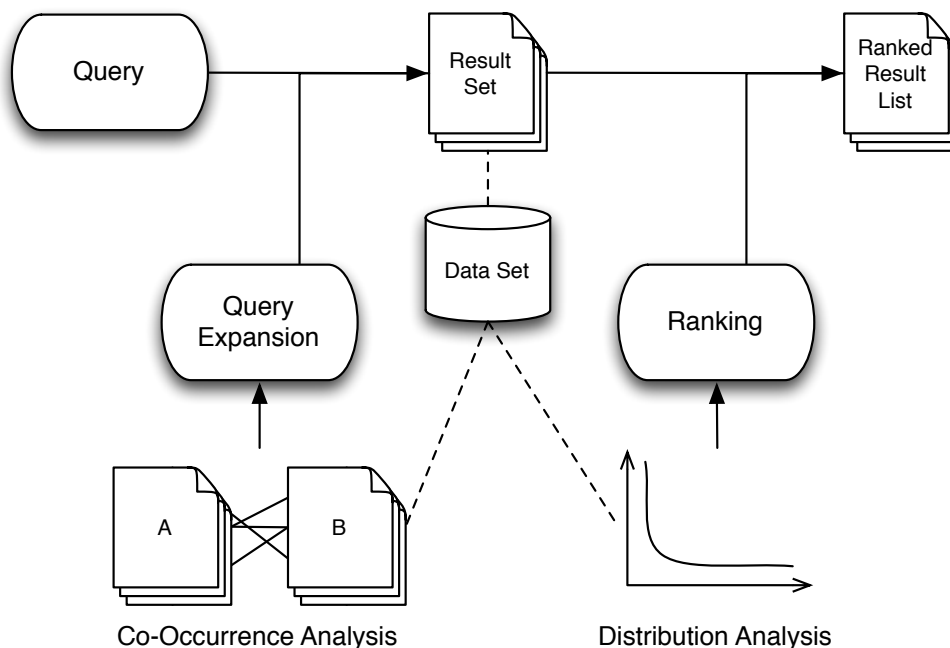 Query
Result
Set
Ranked
Result
List
Data Set
Query
Expansion
Ranking
A
B
Co-Occurrence Analysis
Distribution Analysis